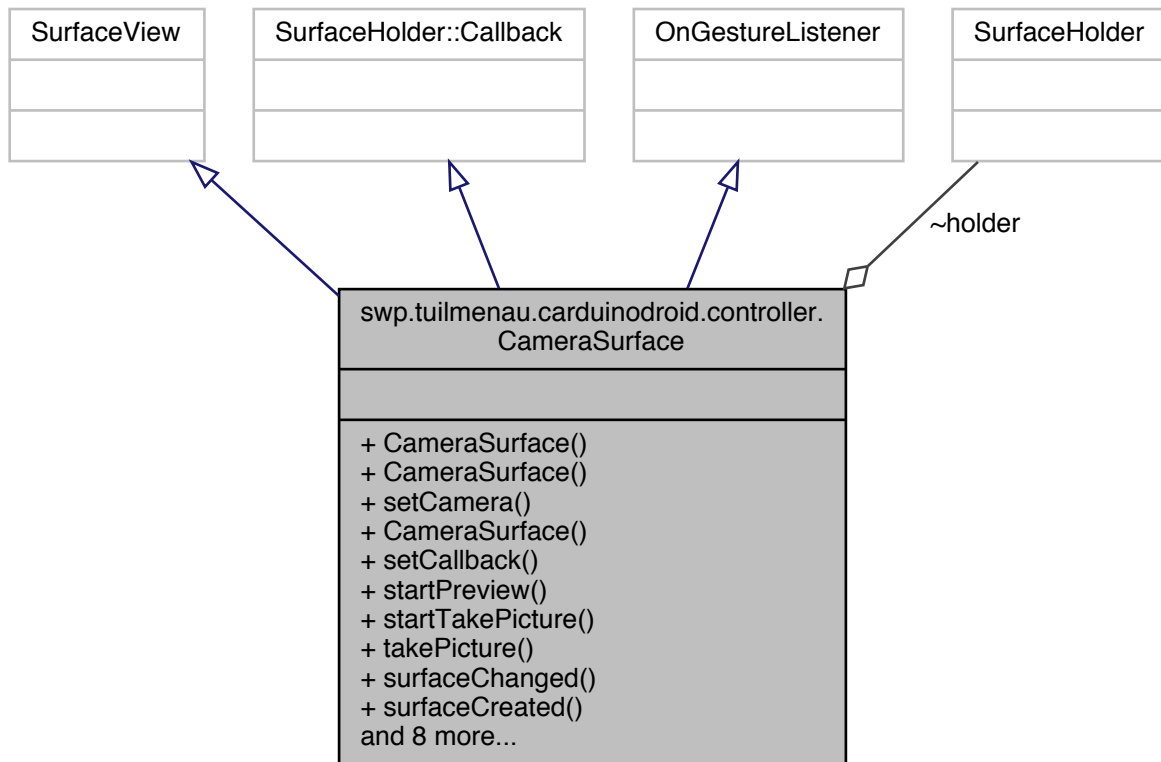 SurfaceView
SurfaceHolder::Callback
OnGestureListener
SurfaceHolder
~holder
swp.tuilmenau.carduinodroid.controller.
CameraSurface
+ CameraSurface()
+ CameraSurface()
+ setCamera()
+ CameraSurface()
+ setCallback()
+ startPreview()
+ startTakePicture()
+ takePicture()
+ surfaceChanged()
+ surfaceCreated()
and 8 more...